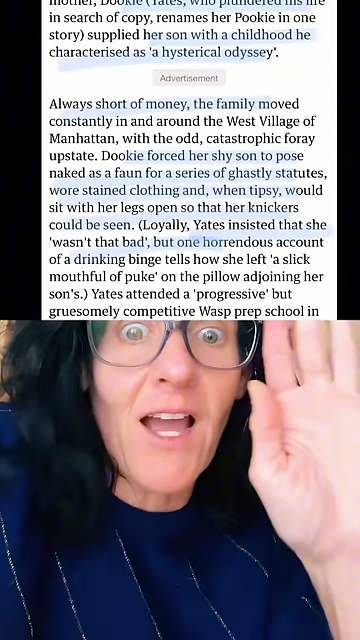 mother, Dookie (Yates, who plundered his life
in search of copy, renames her Pookie in one
story) supplied her son with a childhood he
characterised as 'a hysterical odyssey'.
Advertisement
Always short of money, the family moved
constantly in and around the West Village of
Manhattan, with the odd, catastrophic foray
upstate. Dookie forced her shy son to pose
naked as a faun for a series of ghastly statutes,
wore stained clothing and, when tipsy, would
sit with her legs open so that her knickers
could be seen. (Loyally, Yates insisted that she
'wasn't that bad', but one horrendous account
of a drinking binge tells how she left 'a slick
mouthful of puke' on the pillow adjoining her
son's.) Yates attended a 'progressive' but
gruesomely competitive Wasp prep school in